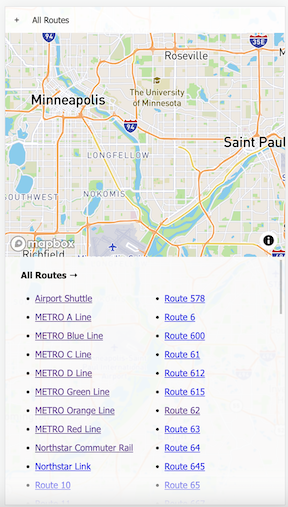 + All Routes
94
35E
Roseville
Minneapolis
The University
of Minnesota
94
Saint Paul
LONGFELLOW
SOUTHWEST
NOKOMIS
mapbox
Richfield
All Routes →
Airport Shuttle
METRO A Line
METRO Blue Line
METRO C Line
METRO D Line
METRO Green Line
METRO Orange Line
METRO Red Line
Northstar Commuter Rail
Northstar Link
Route 10
Route 578
Route 6
Route 600
Route 61
Route 612
Route 615
Route 62
Route 63
Route 64
Route 645
Route 65